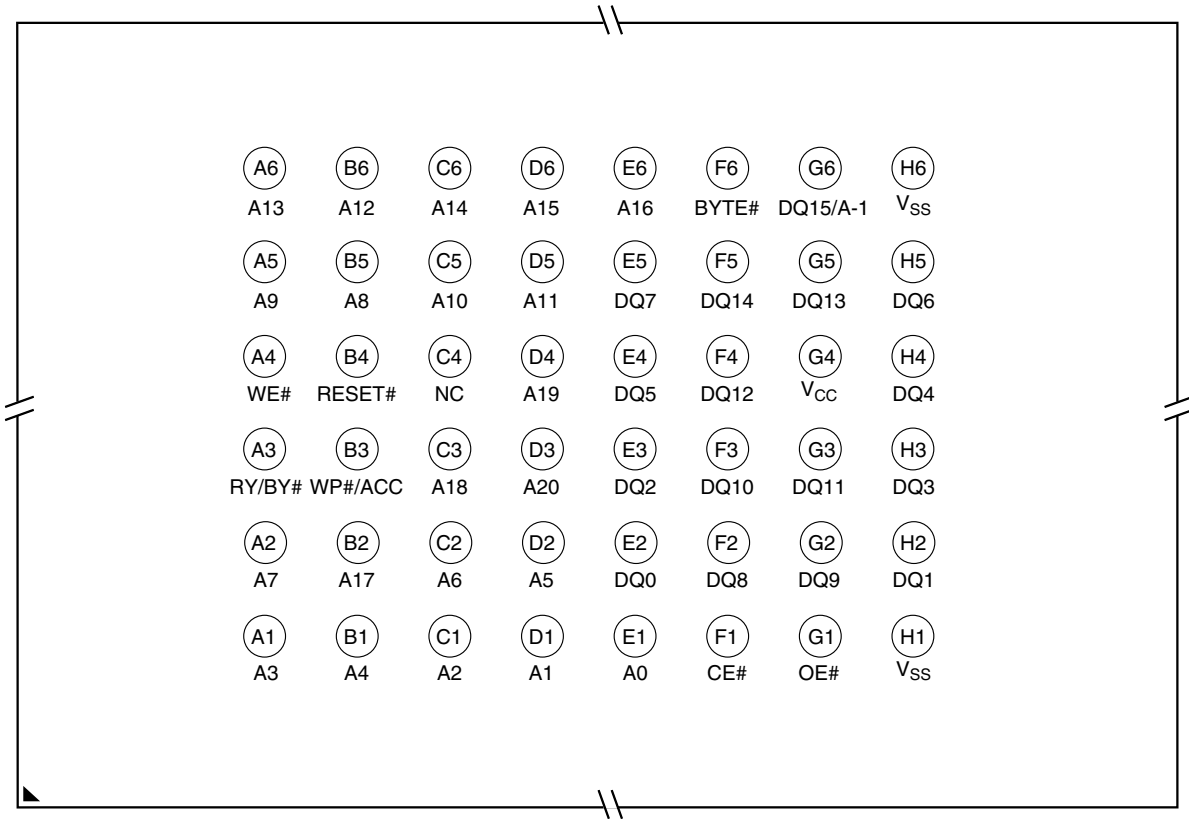 A6 B6 C6 D6 E6 F6 G6 H6
A13 A12 A14 A15 A16 BYTE# DQ15/A-1 VSS
A5 B5 C5 D5 E5 F5 G5 H5
A9 A8 A10 A11 DQ7 DQ14 DQ13 DQ6
A4 B4 C4 D4 E4 F4 G4 H4
WE# RESET# NC A19 DQ5 DQ12 VCC DQ4
A3 B3 C3 D3 E3 F3 G3 H3
RY/BY# WP#/ACC A18 A20 DQ2 DQ10 DQ11 DQ3
A2 B2 C2 D2 E2 F2 G2 H2
A7 A17 A6 A5 DQ0 DQ8 DQ9 DQ1
A1 B1 C1 D1 E1 F1 G1 H1
A3 A4 A2 A1 A0 CE# OE# VSS